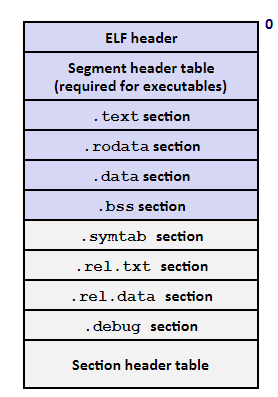 0
ELF header
Segment header table
(required for executables)
.text section
.rodata section
.data section
.bss section
.symtab section
.rel.txt section
.rel.data section
.debug section
Section header table